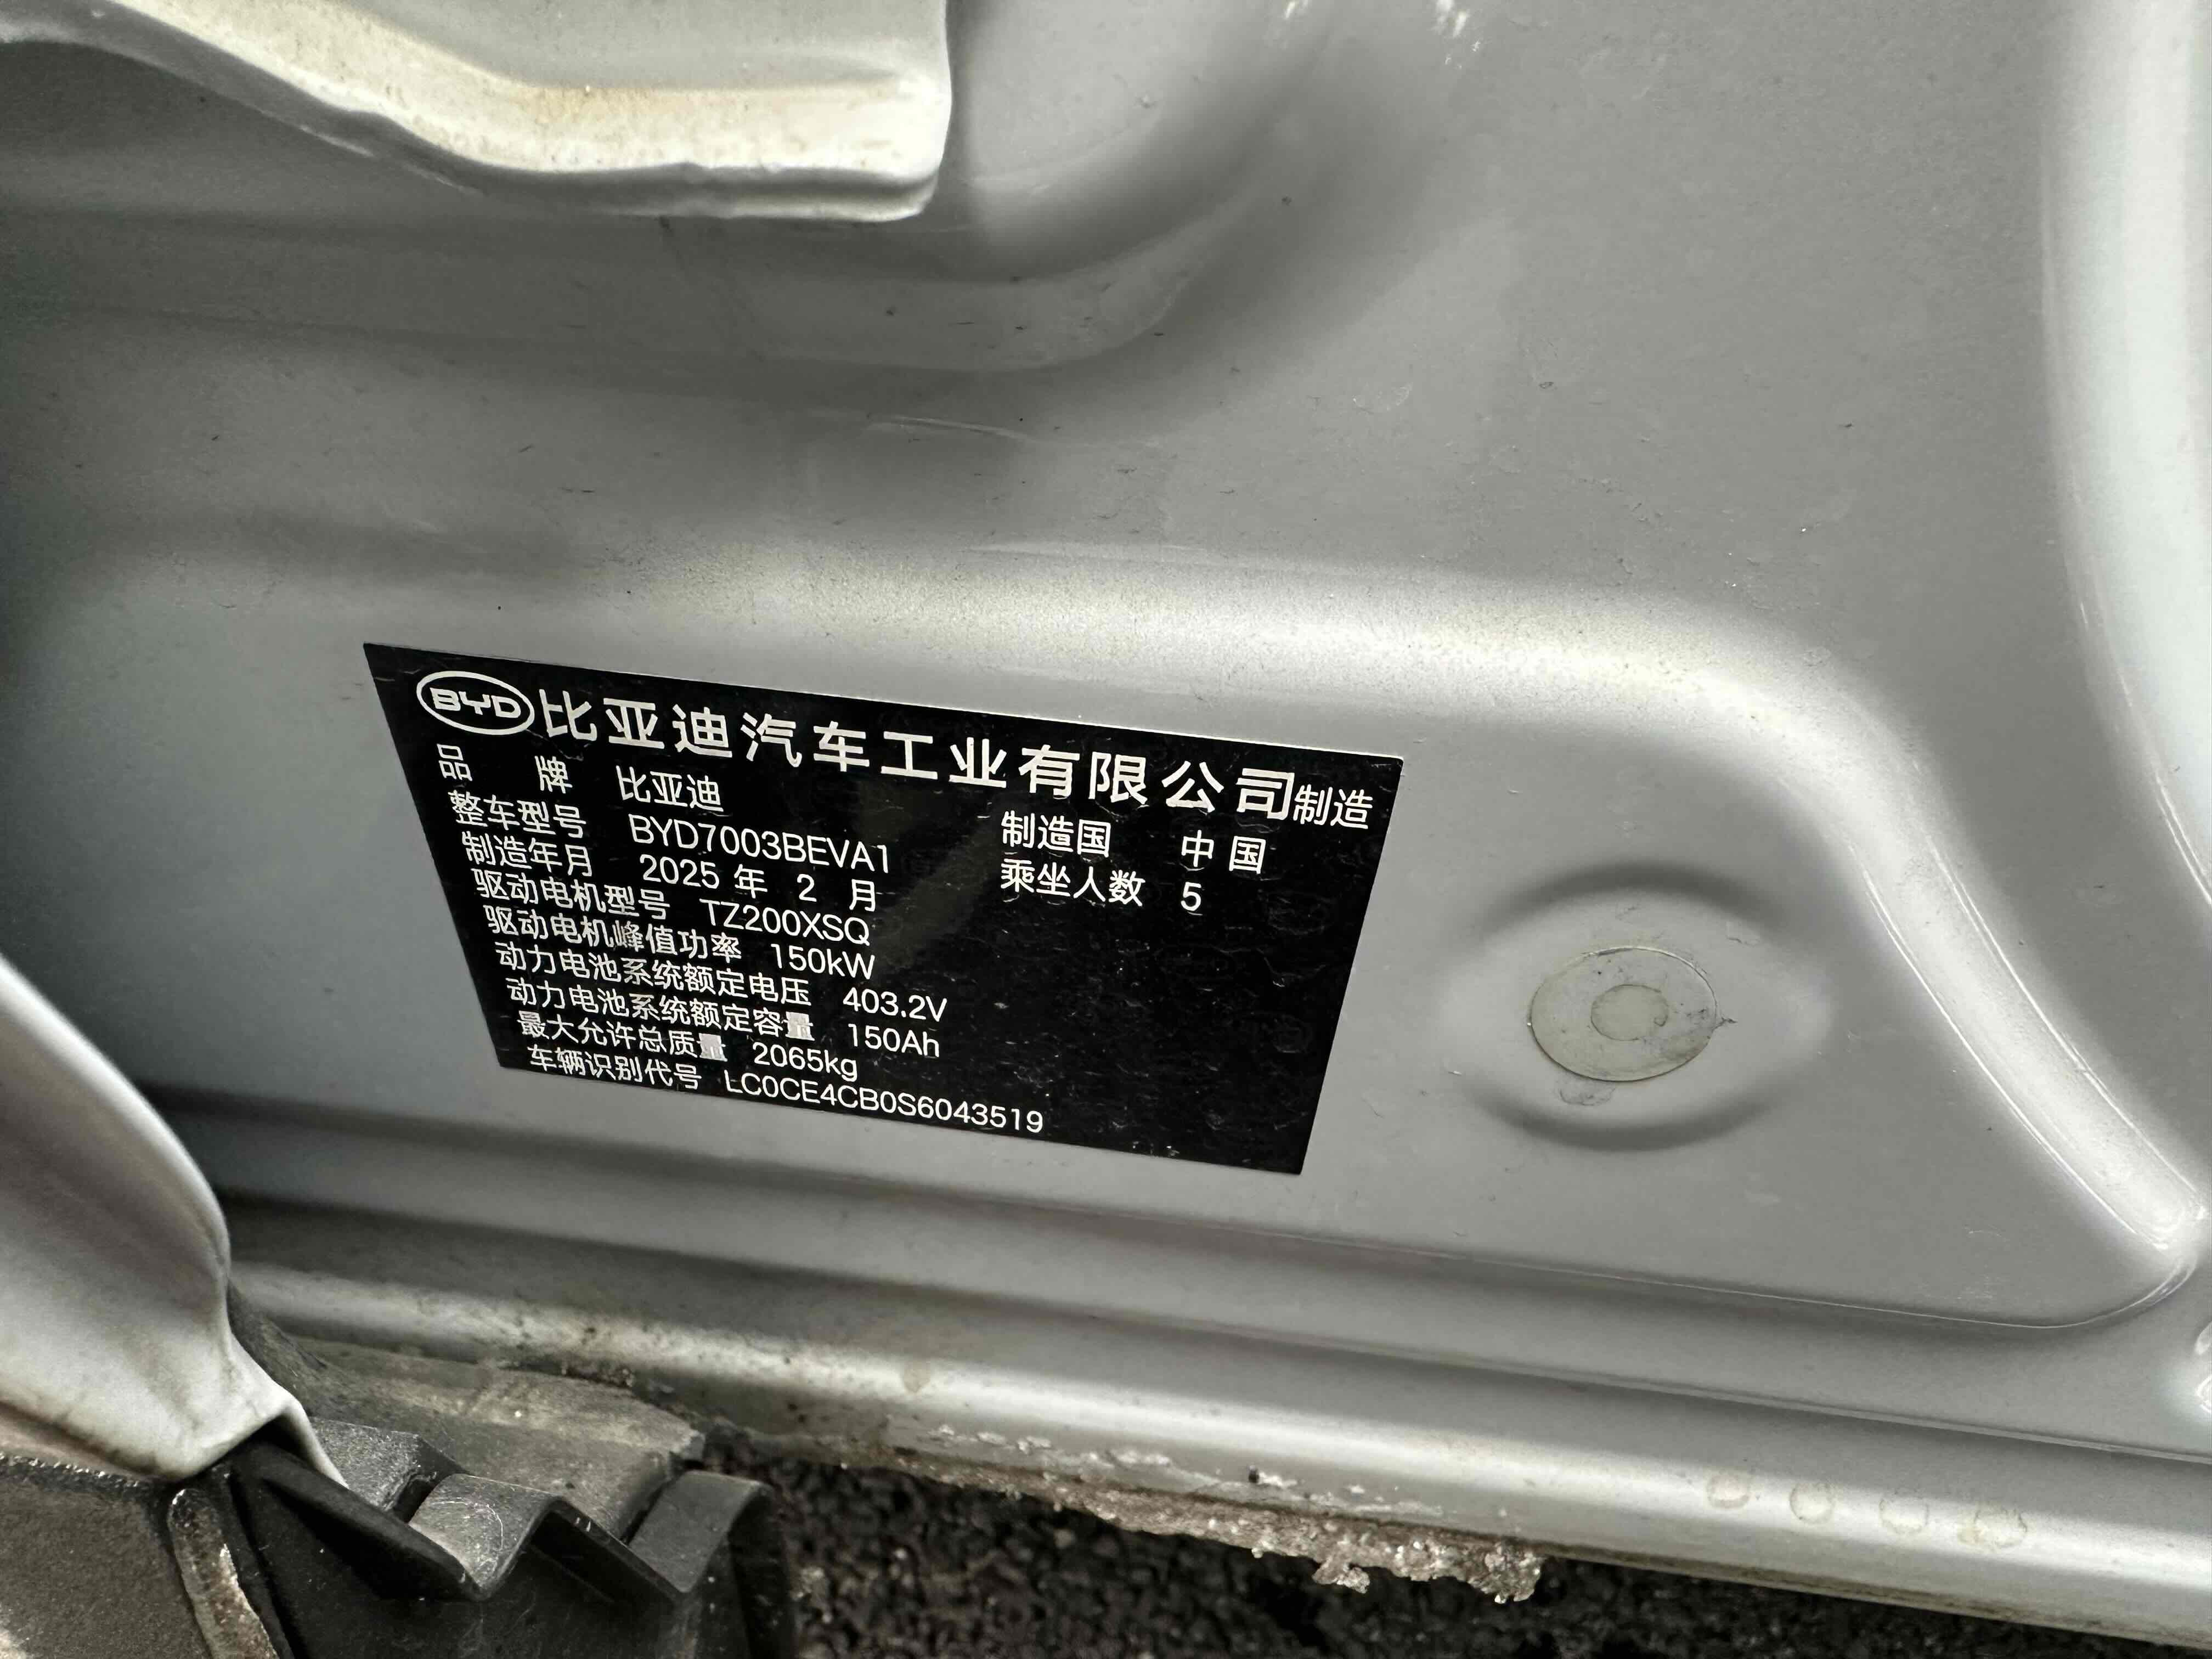 BYD 比亚迪汽车工业有限公司制造
品牌 比亚迪
整车型号 BYD7003BEVA1 制造国 中国
制造年月 2025年2月 乘坐人数 5
驱动电机型号 TZ200XSQ
驱动电机峰值功率 150kW
动力电池系统额定电压 403.2V
动力电池系统额定容量 150Ah
最大允许总质量 2065kg
车辆识别代号 LC0CE4CB0S6043519